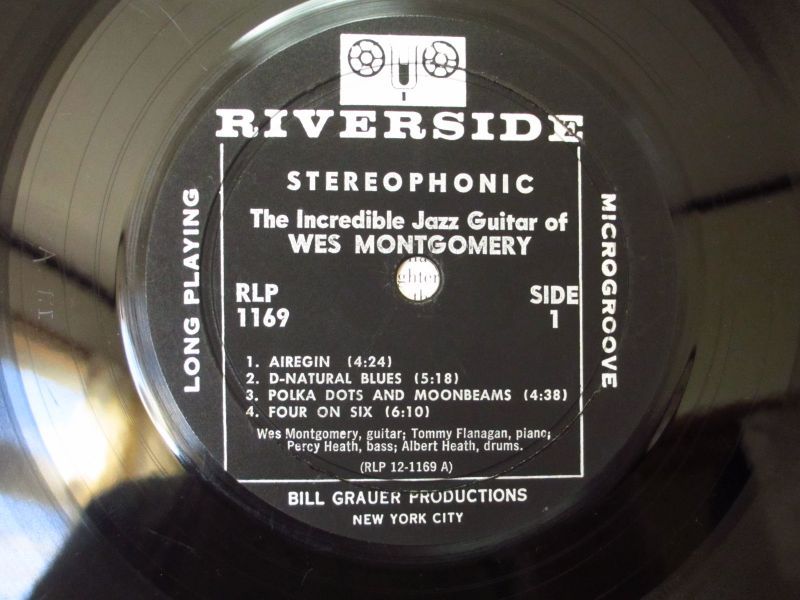 RIVERSIDE
STEREOPHONIC
The Incredible Jazz Guitar of
WES MONTGOMERY
LONG PLAYING
MICROGROOVE
RLP
1169
SIDE
1
1. AIREGIN (4:24)
2. D-NATURAL BLUES (5:18)
3. POLKA DOTS AND MOONBEAMS (4:38)
4. FOUR ON SIX (6:10)
Wes Montgomery, guitar; Tommy Flanagan, piano;
Percy Heath, bass; Albert Heath, drums.
(RLP 12-1169 A)
BILL GRAUER PRODUCTIONS
NEW YORK CITY